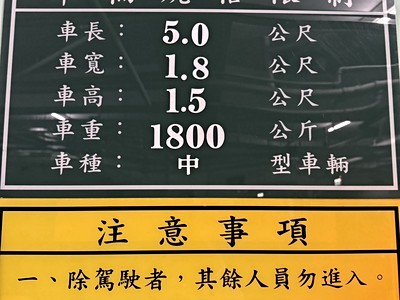 車長： 5.0 公尺
車寬： 1.8 公尺
車高： 1.5 公尺
車重： 1800 公斤
車種： 中 型車輛
注意事項
一、除駕駛者，其餘人員勿進入。